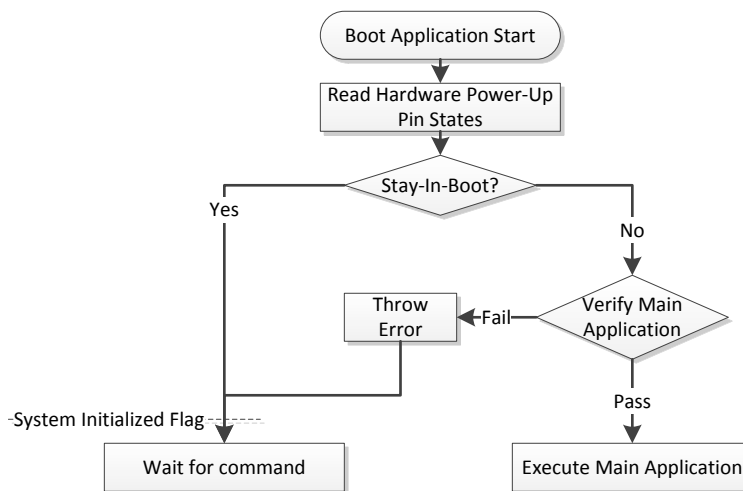 Boot Application Start
Read Hardware Power-Up
Pin States
Stay-In-Boot?
Yes
No
Throw
Error
Fail
Verify Main
Application
Pass
System Initialized Flag
Wait for command
Execute Main Application